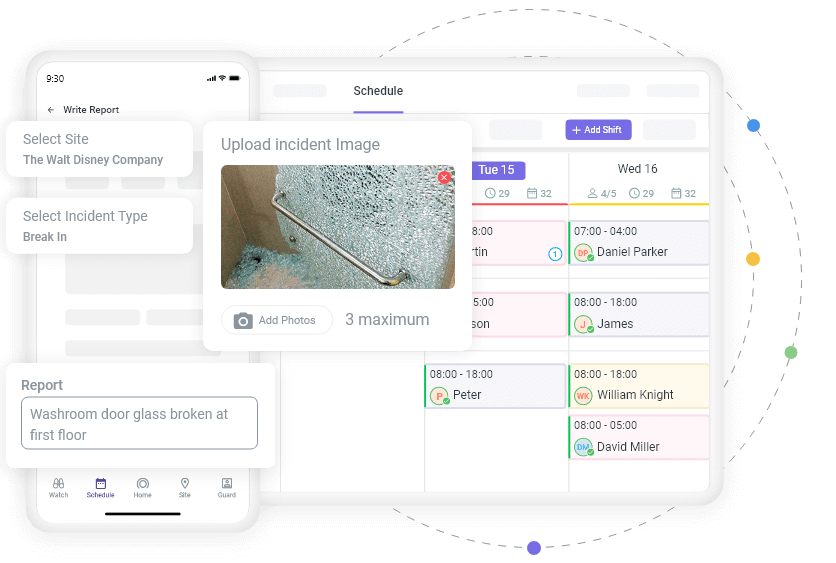 9:30
Write Report
Select Site
The Walt Disney Company
Select Incident Type
Break In
Upload incident Image
Add Photos
3 maximum
Report
Washroom door glass broken at
first floor
Watch
Schedule
Home
Site
Guard
Schedule
+ Add Shift
Tue 15
29
32
Wed 16
4/5
29
32
8:00
rtin
1
5:00
son
08:00 - 18:00
P
Peter
07:00 - 04:00
DP
Daniel Parker
08:00 - 18:00
J
James
08:00 - 18:00
WK
William Knight
08:00 - 05:00
DM
David Miller